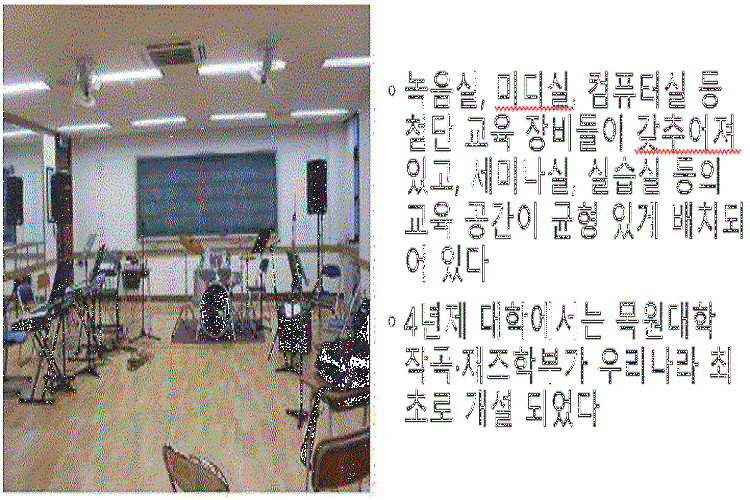 녹음실, 미디실, 컴퓨터실 등
첨단 교육 장비들이 갖추어져
있고, 세미나실, 실습실 등의
교육 공간이 균형 있게 배치되
어 있다
4년제 대학에서는 목원대학
작곡·재즈학부가 우리나라 최
초로 개설 되었다